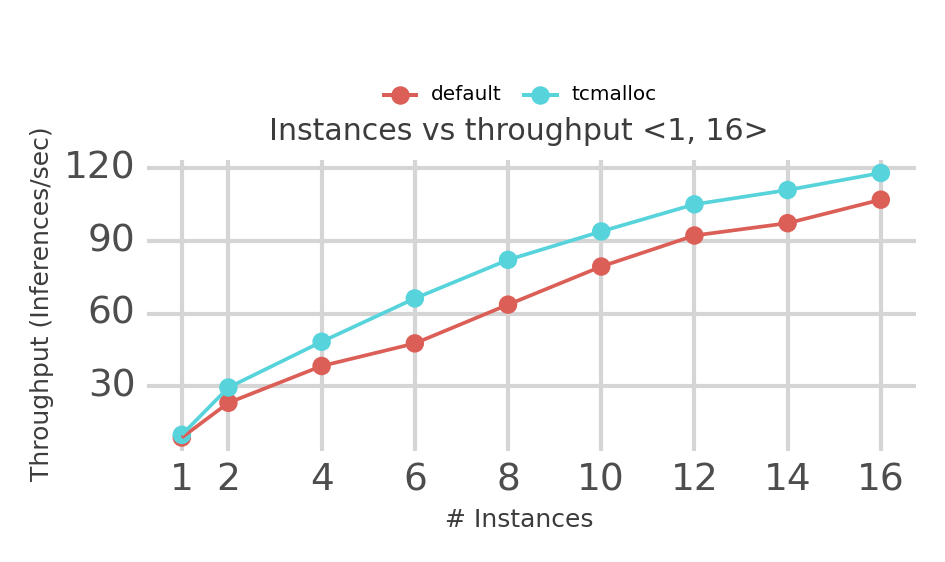 default tcmalloc
Instances vs throughput <1, 16>
Throughput (Inferences/sec)
120
90
60
30
1 2 4 6 8 10 12 14 16
# Instances